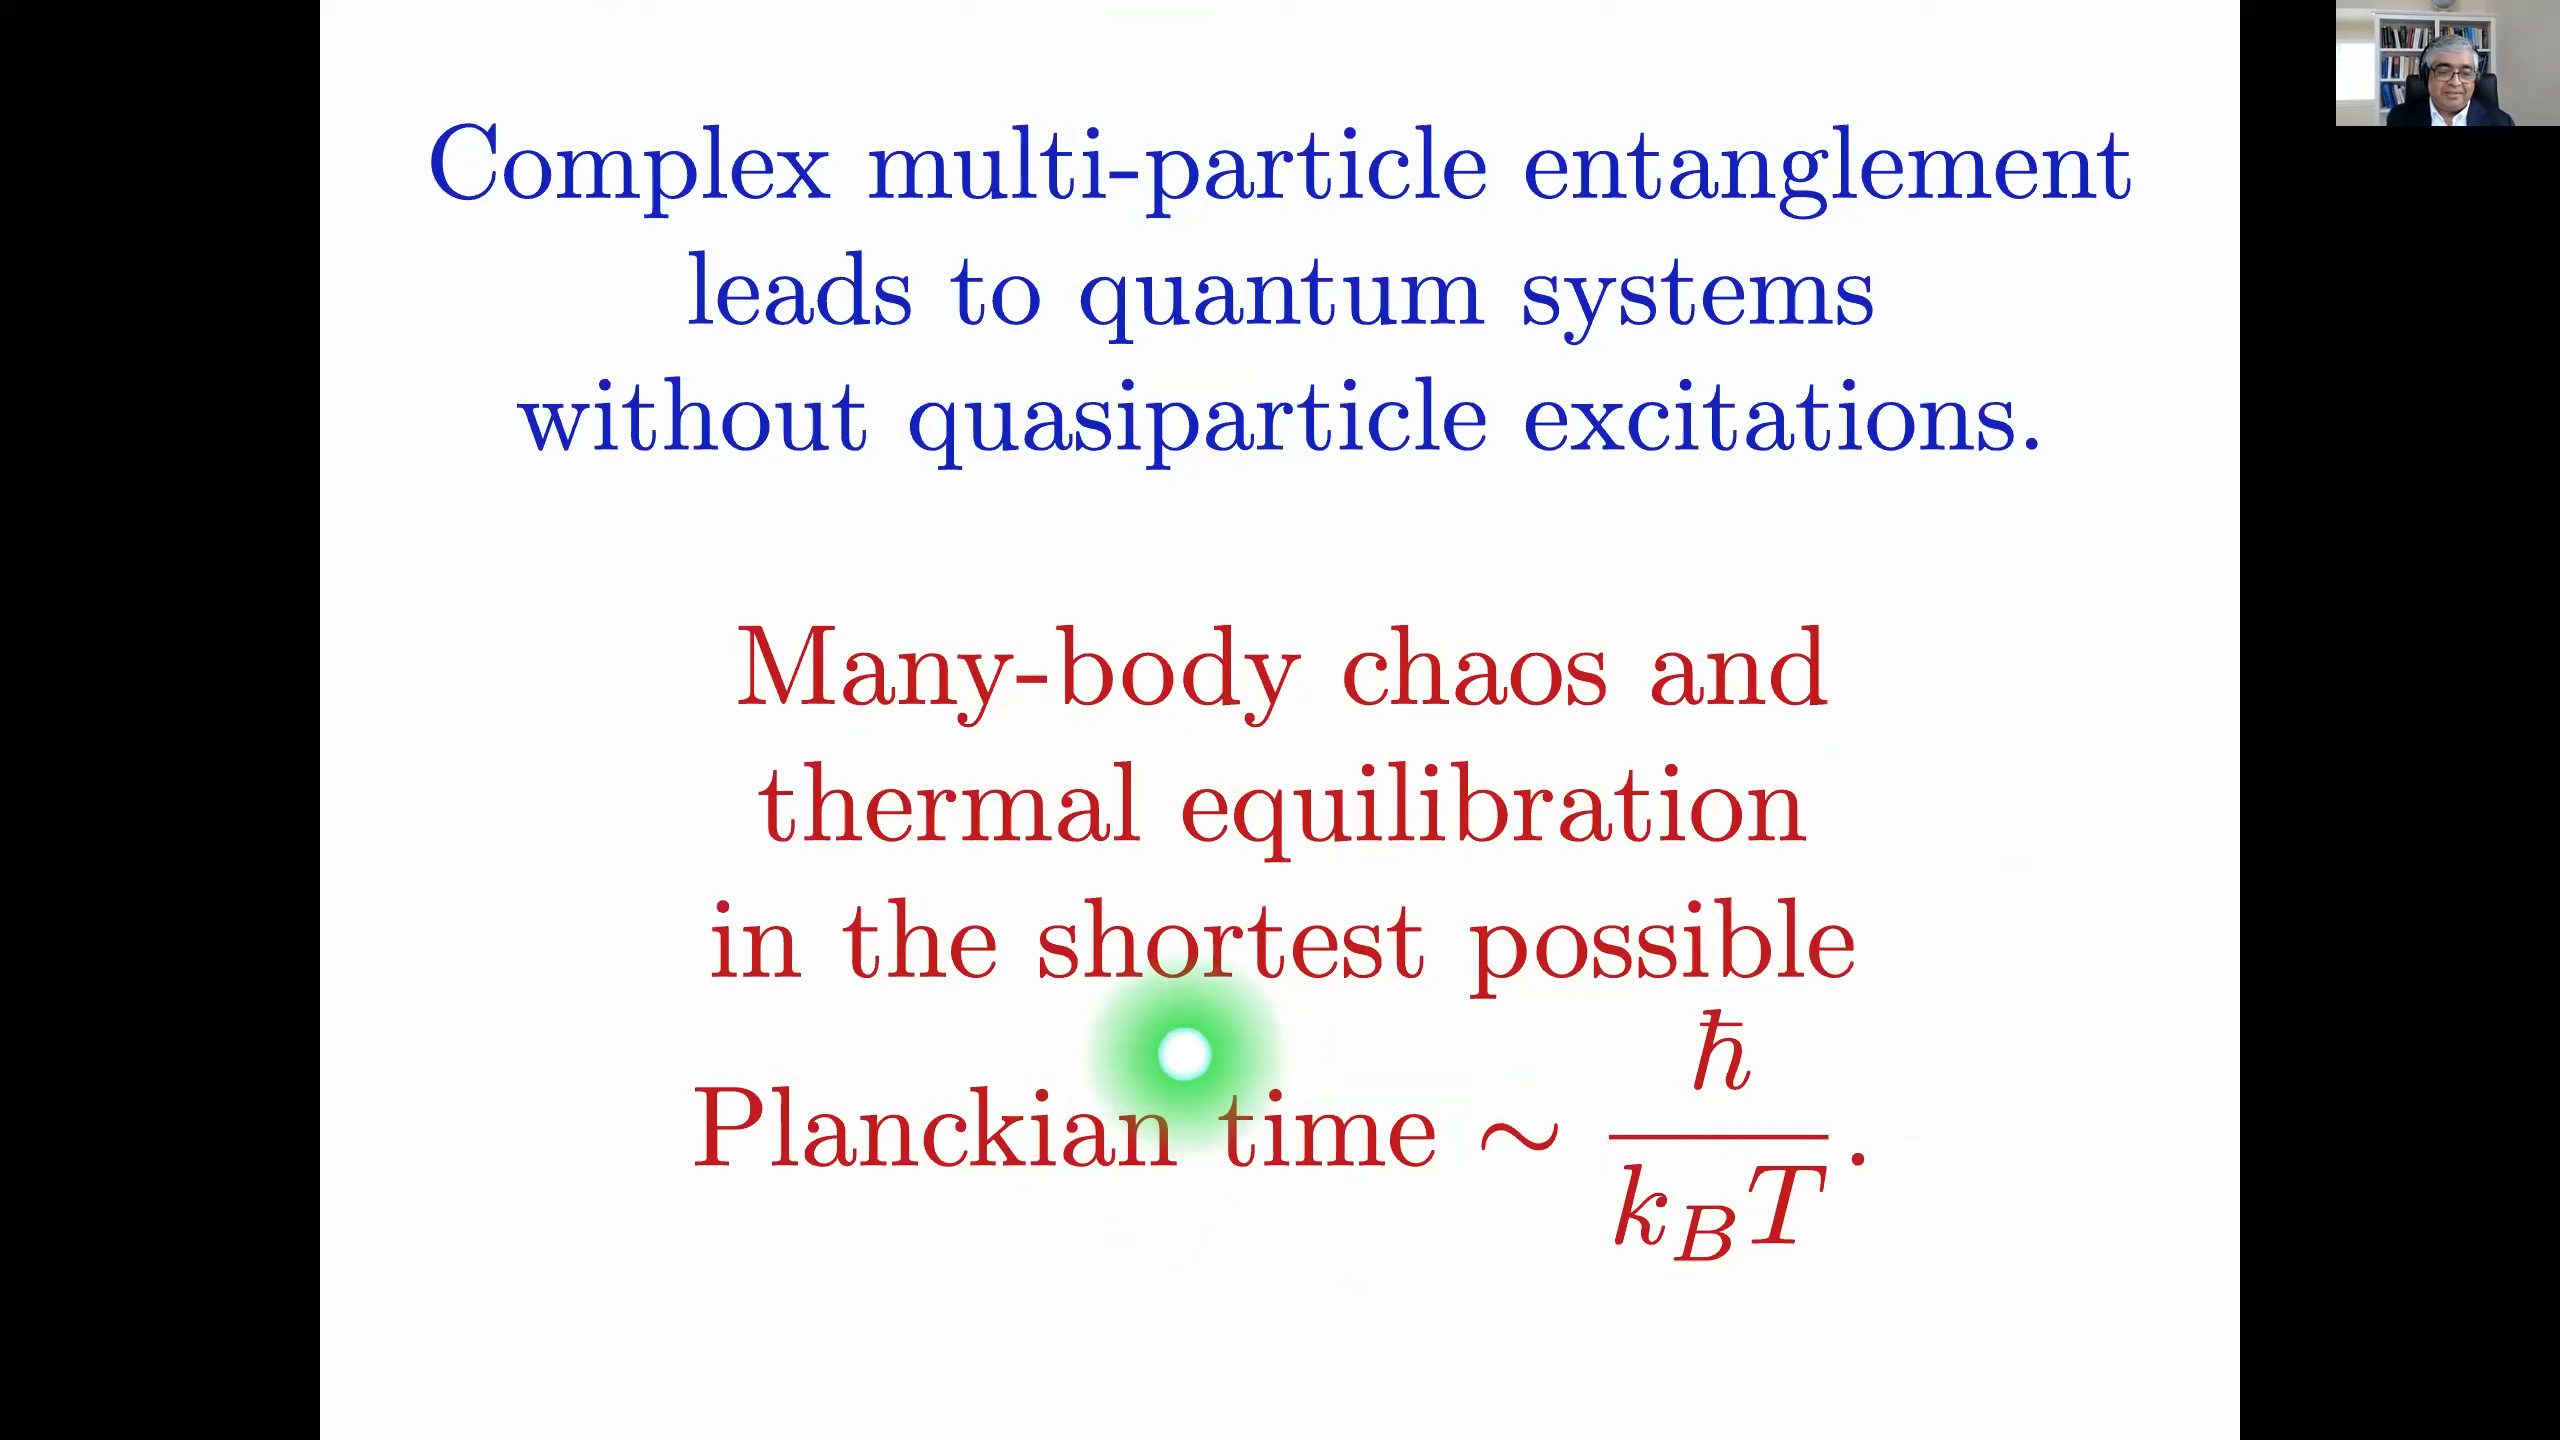 Complex multi-particle entanglement
leads to quantum systems
without quasiparticle excitations.
Many-body chaos and
thermal equilibration
in the shortest possible
Planckian time ∼ ℏ / k_B T.